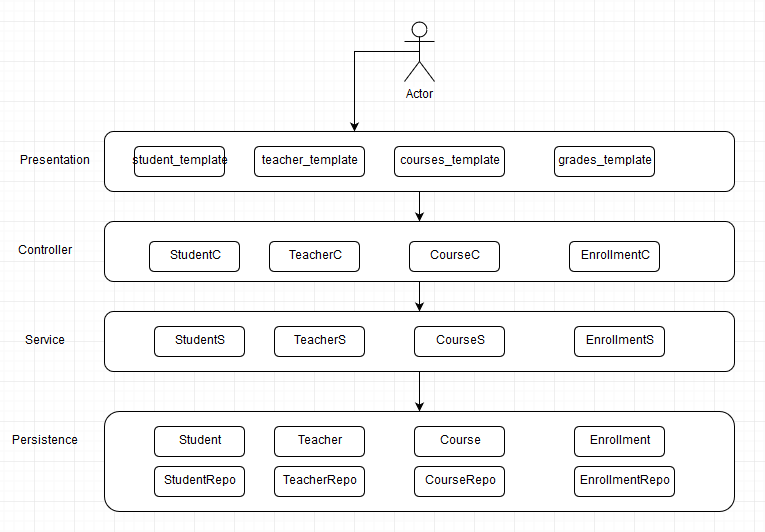 Actor
Presentation
student_template
teacher_template
courses_template
grades_template
Controller
StudentC
TeacherC
CourseC
EnrollmentC
Service
StudentS
TeacherS
CourseS
EnrollmentS
Persistence
Student
Teacher
Course
Enrollment
StudentRepo
TeacherRepo
CourseRepo
EnrollmentRepo